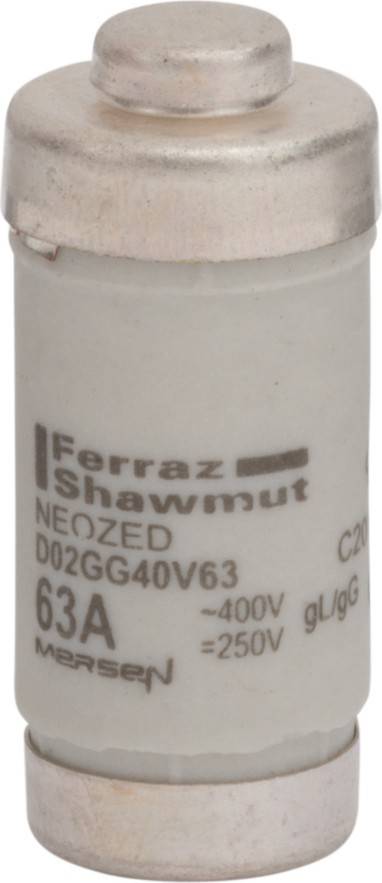 Ferraz
Shawmut
NEOZED
D02GG40V63
63A
~400V
=250V
gL/gG
MERSEN